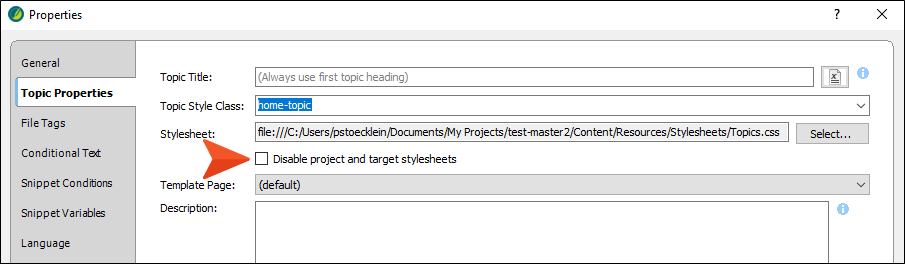 Properties
?
General
Topic Properties
File Tags
Conditional Text
Snippet Conditions
Snippet Variables
Language
Topic Title: (Always use first topic heading)
Topic Style Class: home-topic
Stylesheet: file:///C:/Users/pstoecklein/Documents/My Projects/test-master2/Content/Resources/Stylesheets/Topics.css Select...
Disable project and target stylesheets
Template Page: (default)
Description: